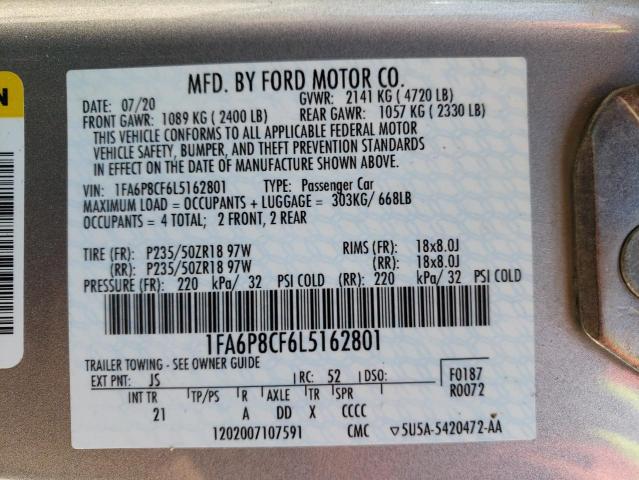 MFD. BY FORD MOTOR CO.
DATE: 07/20 GVWR: 2141 KG ( 4720 LB)
FRONT GAWR: 1089 KG ( 2400 LB) REAR GAWR: 1057 KG ( 2330 LB)
THIS VEHICLE CONFORMS TO ALL APPLICABLE FEDERAL MOTOR
VEHICLE SAFETY, BUMPER, AND THEFT PREVENTION STANDARDS
IN EFFECT ON THE DATE OF MANUFACTURE SHOWN ABOVE.
VIN: 1FA6P8CF6L5162801 TYPE: Passenger Car
MAXIMUM LOAD = OCCUPANTS + LUGGAGE = 303KG/ 668LB
OCCUPANTS = 4 TOTAL; 2 FRONT, 2 REAR
TIRE (FR): P235/50ZR18 97W RIMS (FR): 18x8.0J
(RR): P235/50ZR18 97W (RR): 18x8.0J
PRESSURE (FR): 220 kPa/ 32 PSI COLD (RR): 220 kPa/ 32 PSI COLD
1FA6P8CF6L5162801
TRAILER TOWING - SEE OWNER GUIDE
EXT PNT: JS RC: 52 DSO: F0187
R0072
INT TR TP/PS R AXLE TR SPR
21 A DD X CCCC
1202007107591 CMC ▽5U5A-5420472-AA